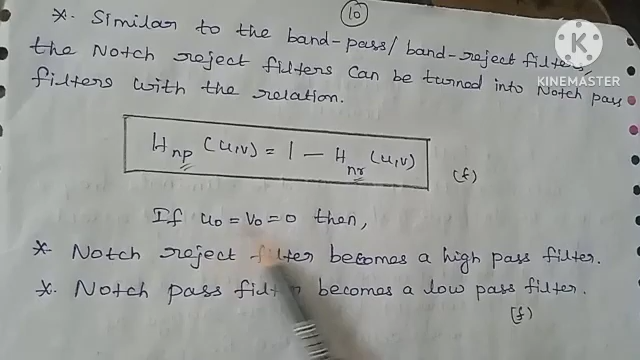 10
*. Similar to the band-pass/band-reject filters
the Notch reject filters can be turned into Notch pass
filters with the relation.
KINEMASTER
Hnp (u,v) = 1 - Hnr (u,v)
(f)
If u0 = v0 = 0 then,
*. Notch reject filter becomes a high pass filter.
*. Notch pass filter becomes a low pass filter.
(f)